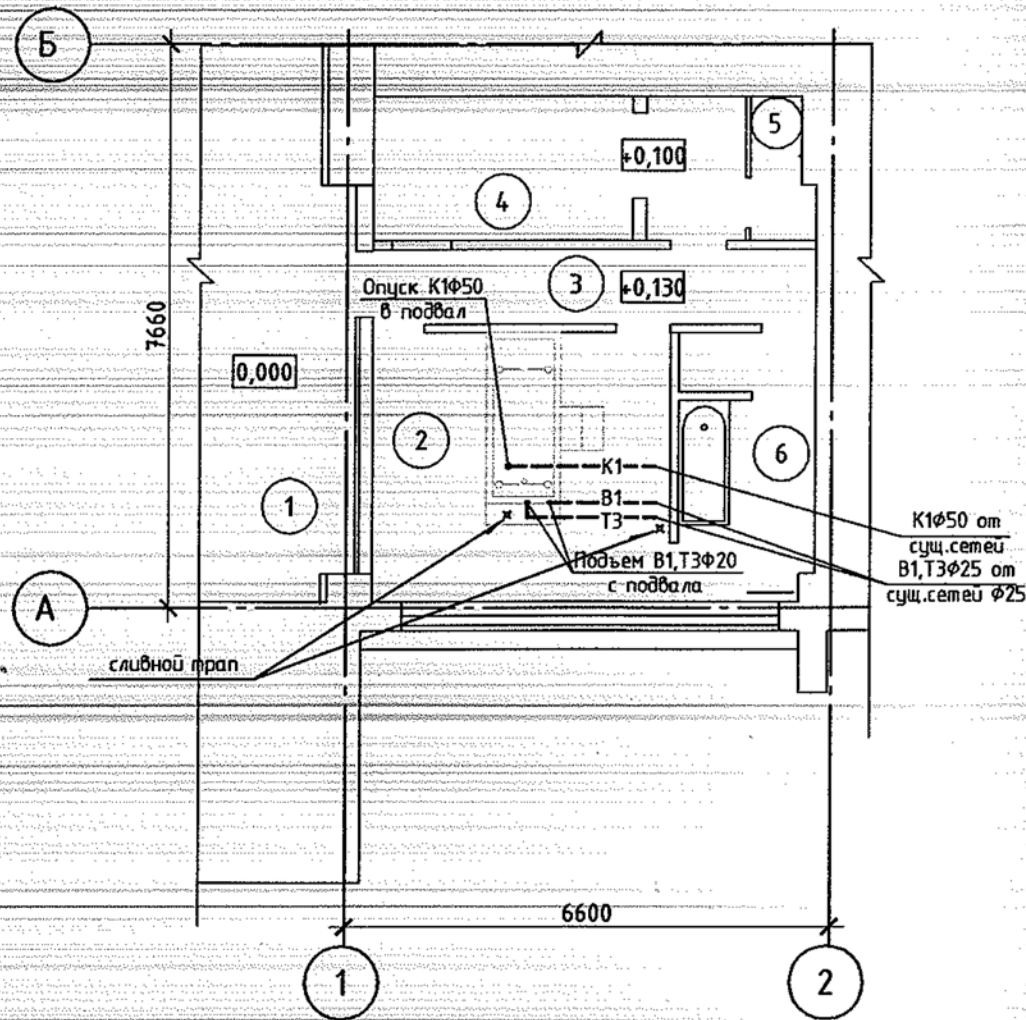 Б
5
+0,100
4
3
+0,130
Опуск К1Ф50
в подвал
7660
0,000
2
6
К1
1
В1
Т3
К1Ф50 от
сущ.сетей
Подъем В1,Т3Ф20
с подвала
В1,Т3Ф25 от
сущ.сетей Ф25
А
сливной трап
6600
1
2